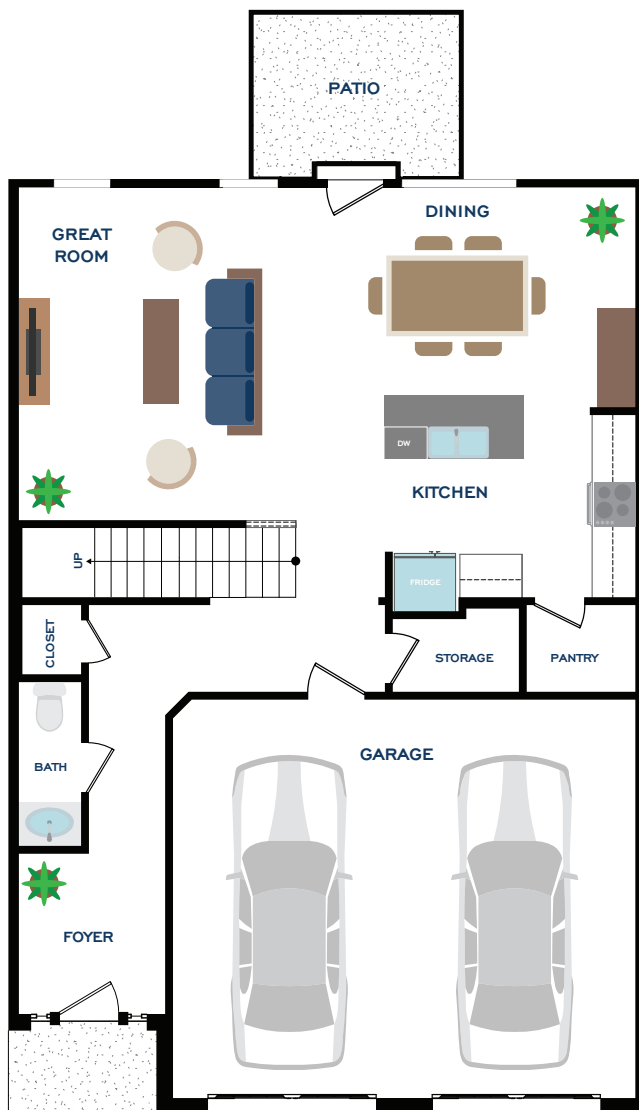 PATIO
DINING
GREAT
ROOM
DW
KITCHEN
UP
FRIDGE
CLOSET
STORAGE
PANTRY
BATH
GARAGE
FOYER